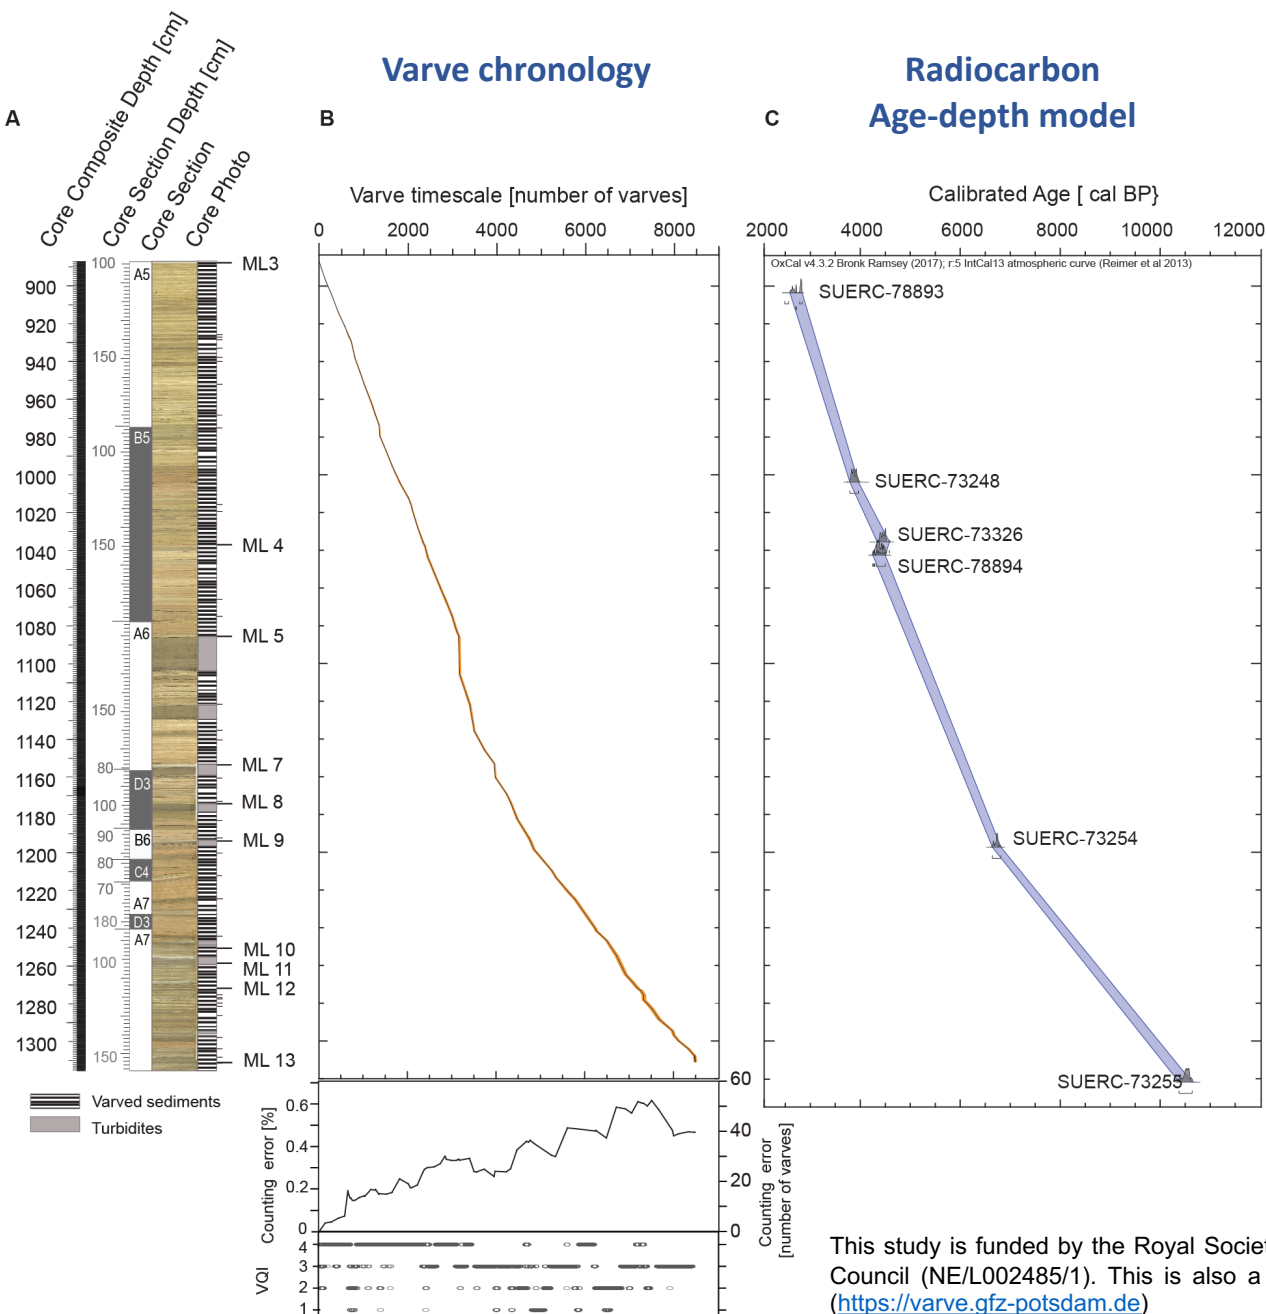 Varve chronology
Radiocarbon
Age-depth model
A
B
C
Core Composite Depth [cm]
Core Section Depth [cm]
Core Section
Core Photo
Varve timescale [number of varves]
0 2000 4000 6000 8000
Calibrated Age [ cal BP}
2000 4000 6000 8000 10000 12000
OxCal v4.3.2 Bronk Ramsey (2017); r:5 IntCal13 atmospheric curve (Reimer et al 2013)
900
920
940
960
980
1000
1020
1040
1060
1080
1100
1120
1140
1160
1180
1200
1220
1240
1260
1280
1300
100
150
100
150
150
80
100
90
80
70
180
100
150
A5
B5
A6
D3
B6
C4
A7
D3
A7
ML3
ML 4
ML 5
ML 7
ML 8
ML 9
ML 10
ML 11
ML 12
ML 13
SUERC-78893
SUERC-73248
SUERC-73326
SUERC-78894
SUERC-73254
SUERC-73255
Varved sediments
Turbidites
Counting error [%]
0.6
0.4
0.2
0
60
40
20
0
Counting error
[number of varves]
VQI
4
3
2
1
This study is funded by the Royal Societ
Council (NE/L002485/1). This is also a
(https://varve.gfz-potsdam.de)